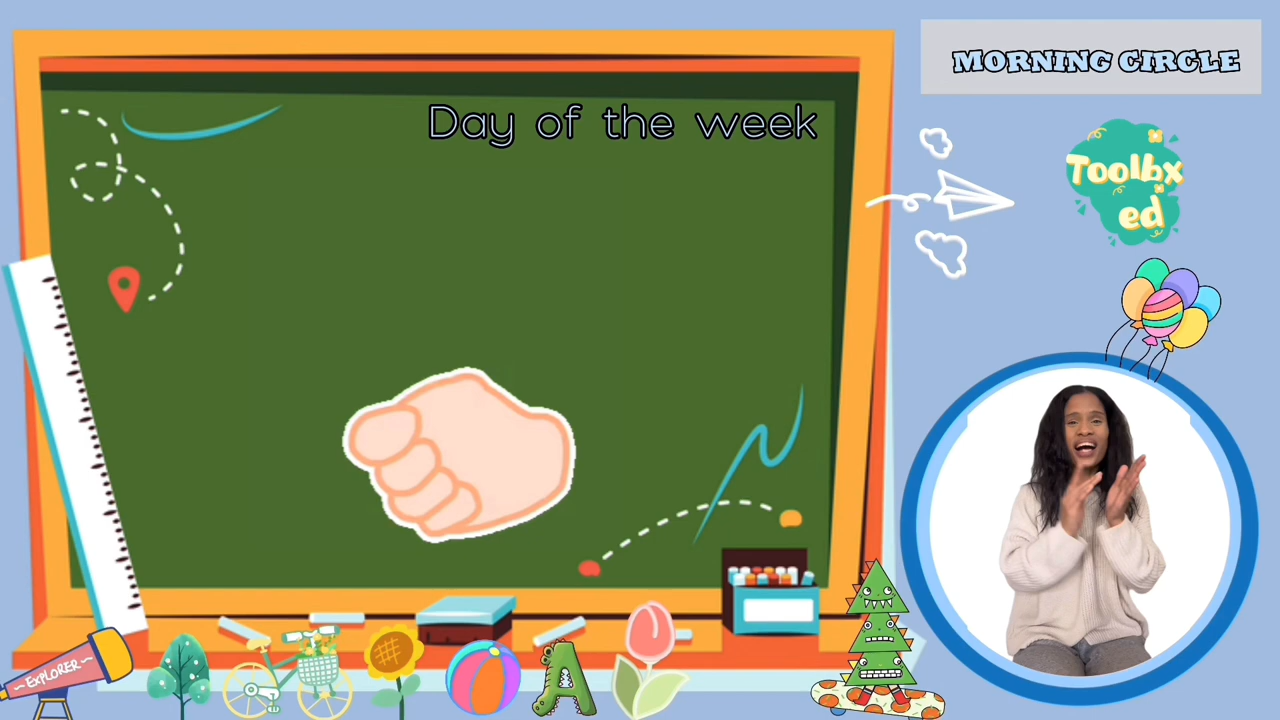 MORNING CIRCLE
Day of the week
Toolbx
ed
EXPLORER
A